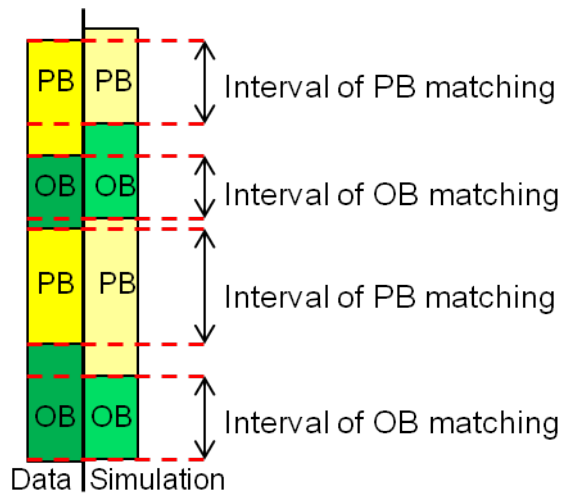 PB PB Interval of PB matching
OB OB Interval of OB matching
PB PB Interval of PB matching
OB OB Interval of OB matching
Data Simulation